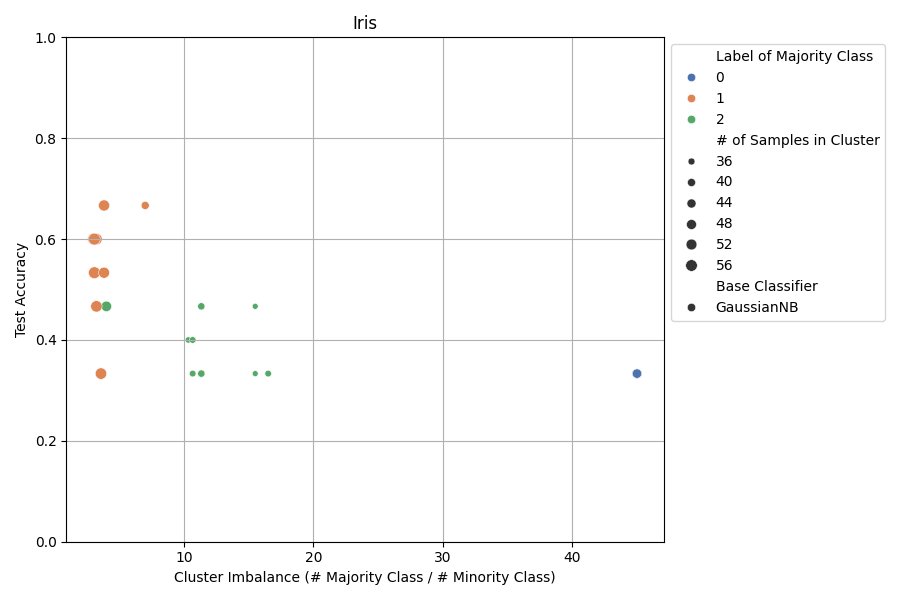 Iris
1.0
0.8
0.6
0.4
0.2
0.0
Test Accuracy
10
20
30
40
Cluster Imbalance (# Majority Class / # Minority Class)
Label of Majority Class
0
1
2
# of Samples in Cluster
36
40
44
48
52
56
Base Classifier
GaussianNB